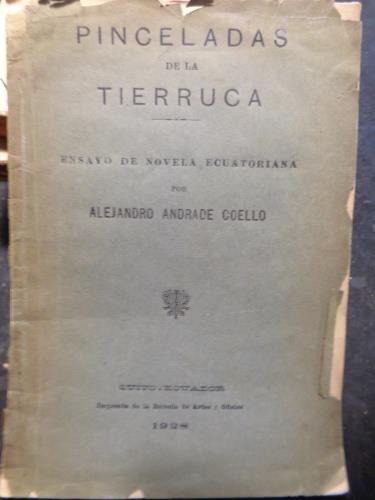 PINCELADAS
DE LA
TIERRUCA
ENSAYO DE NOVELA ECUATORIANA
POR
ALEJANDRO ANDRADE COELLO
QUITO-ECUADOR
Imprenta de la Escuela de Artes y Oficios
1928